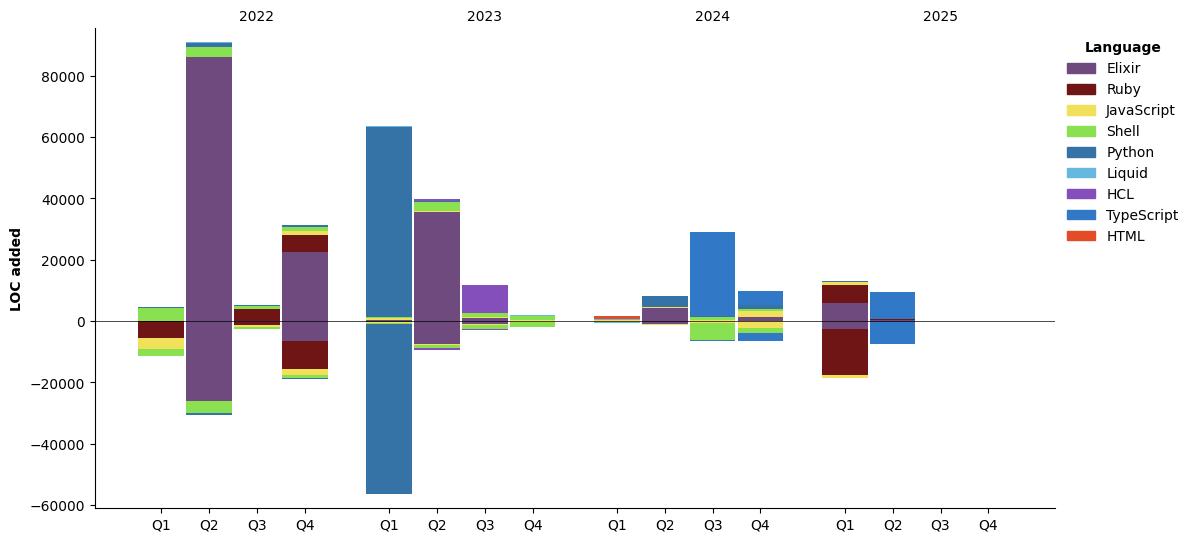 2022 2023 2024 2025
LOC added
80000
60000
40000
20000
0
−20000
−40000
−60000
Q1 Q2 Q3 Q4 Q1 Q2 Q3 Q4 Q1 Q2 Q3 Q4 Q1 Q2 Q3 Q4
Language
Elixir
Ruby
JavaScript
Shell
Python
Liquid
HCL
TypeScript
HTML